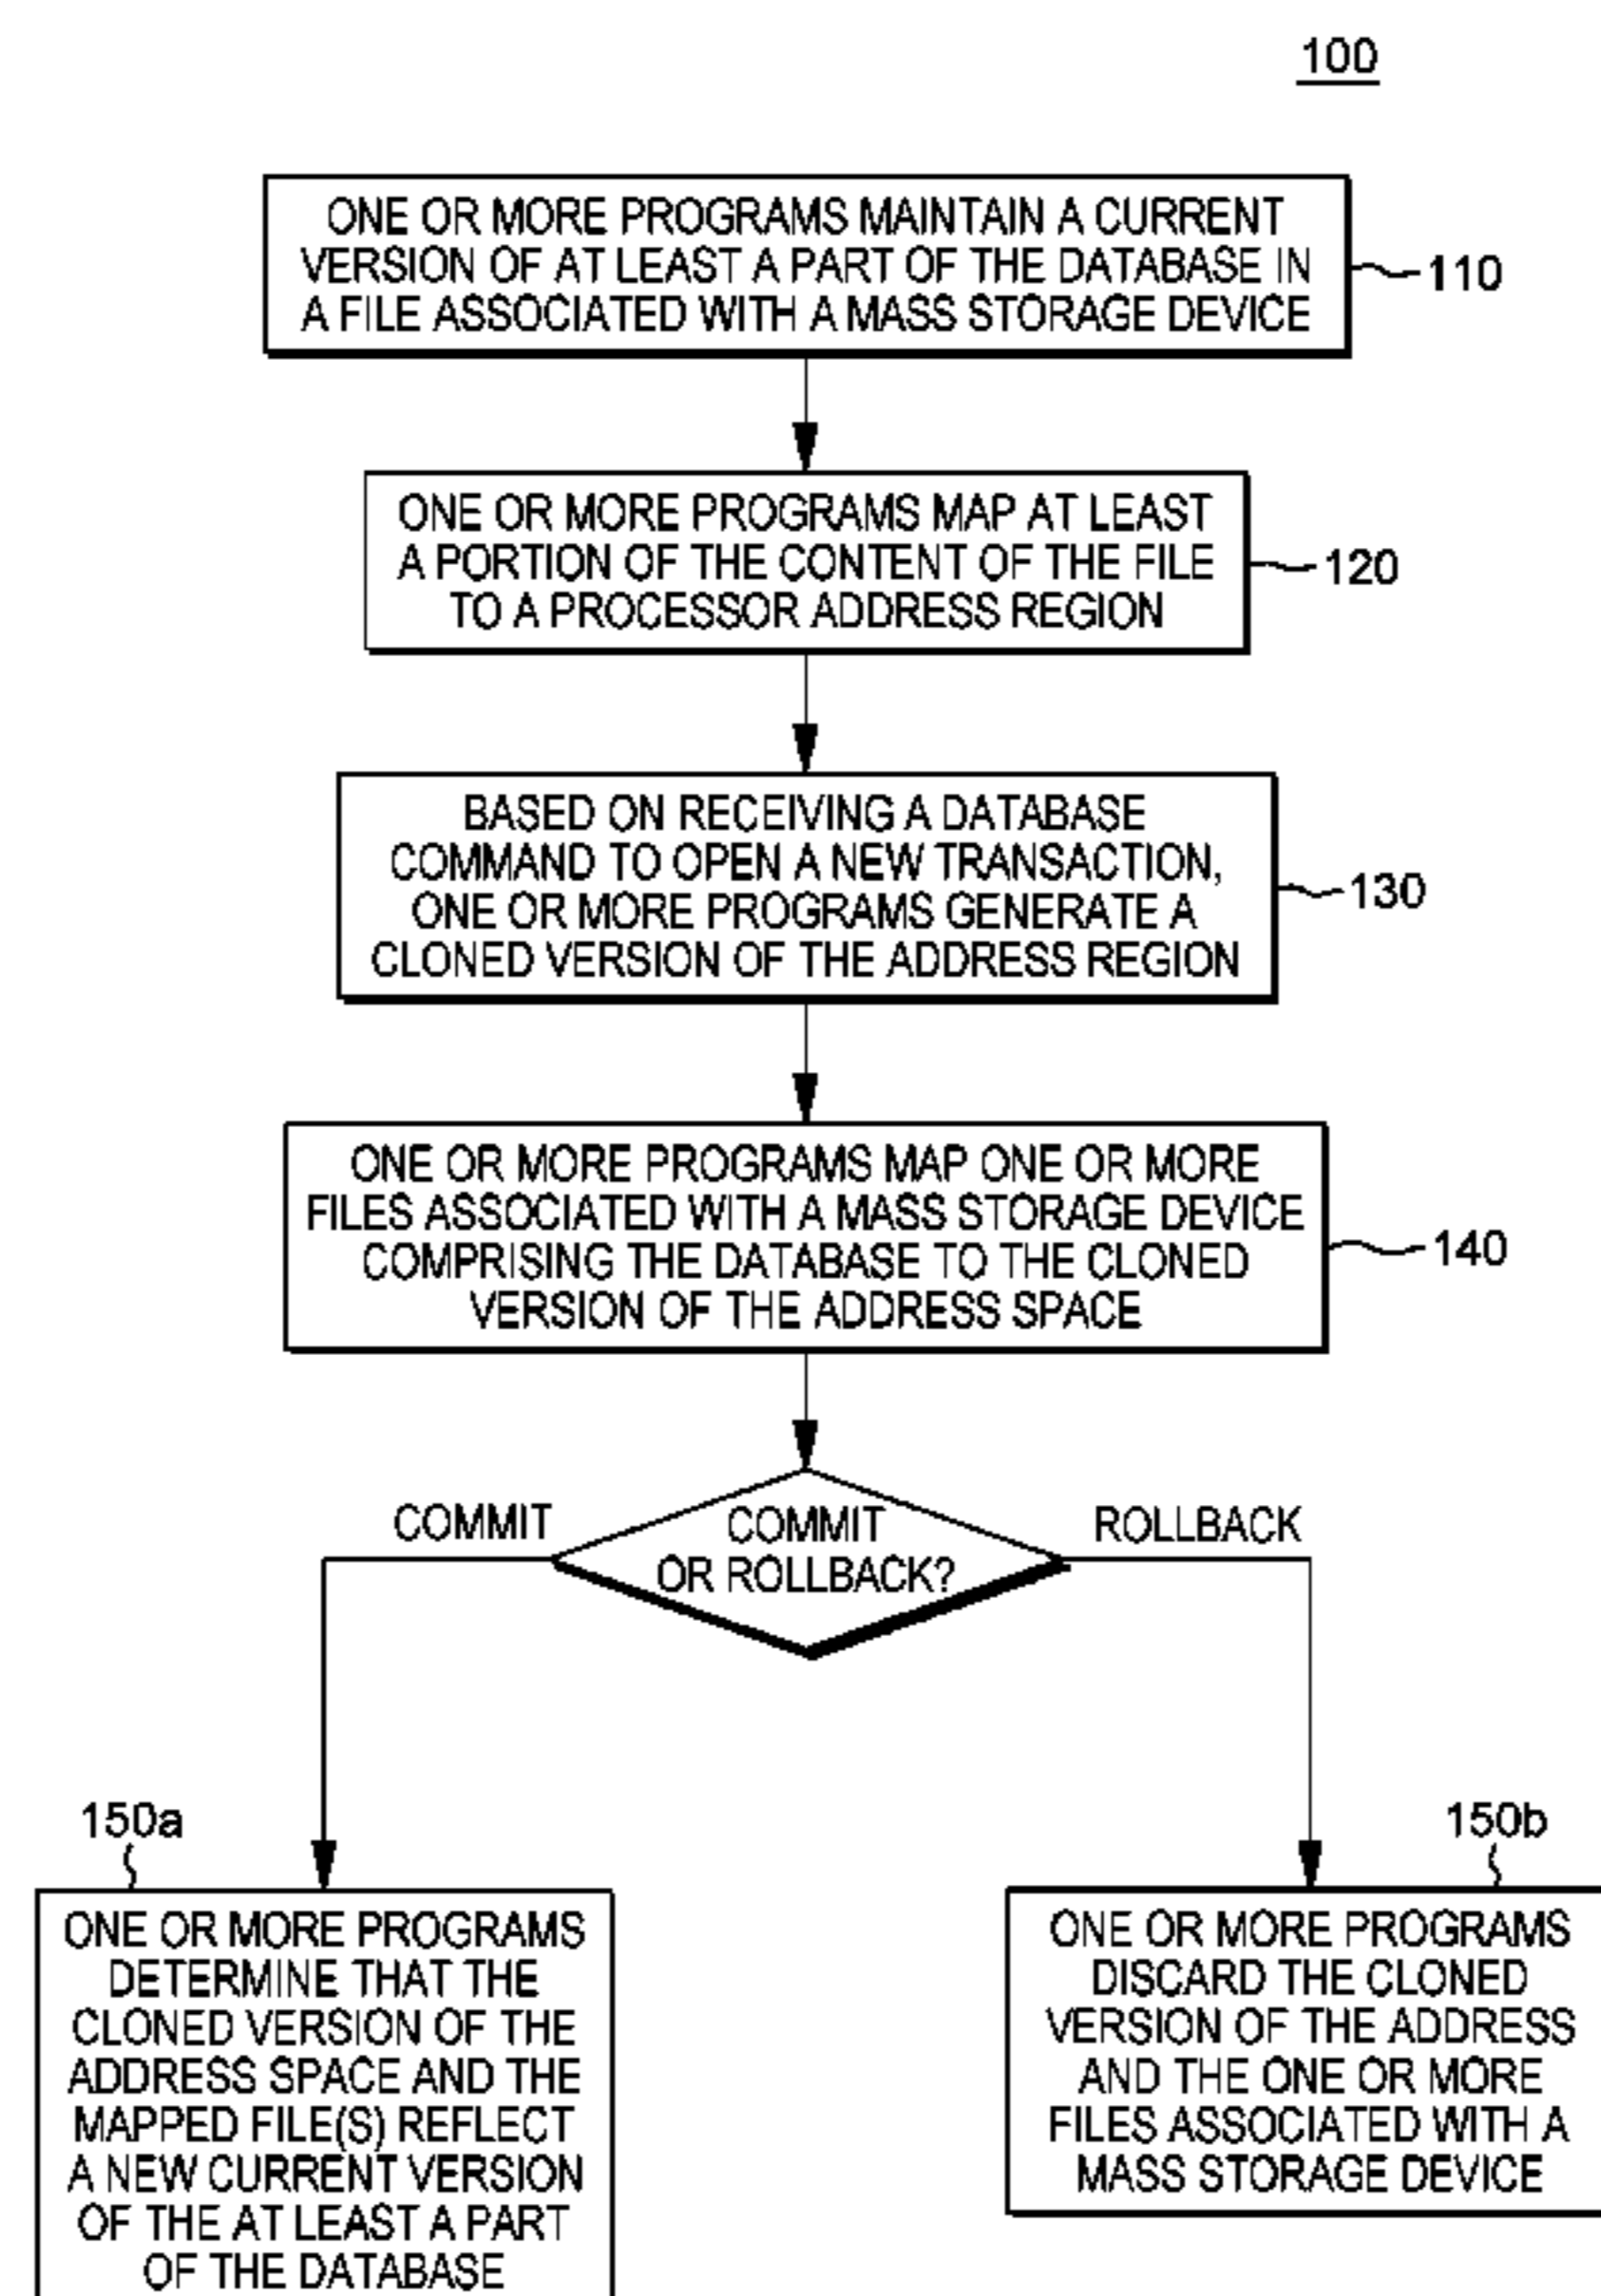 100
ONE OR MORE PROGRAMS MAINTAIN A CURRENT
VERSION OF AT LEAST A PART OF THE DATABASE IN
A FILE ASSOCIATED WITH A MASS STORAGE DEVICE
110
ONE OR MORE PROGRAMS MAP AT LEAST
A PORTION OF THE CONTENT OF THE FILE
TO A PROCESSOR ADDRESS REGION
120
BASED ON RECEIVING A DATABASE
COMMAND TO OPEN A NEW TRANSACTION,
ONE OR MORE PROGRAMS GENERATE A
CLONED VERSION OF THE ADDRESS REGION
130
ONE OR MORE PROGRAMS MAP ONE OR MORE
FILES ASSOCIATED WITH A MASS STORAGE DEVICE
COMPRISING THE DATABASE TO THE CLONED
VERSION OF THE ADDRESS SPACE
140
COMMIT
COMMIT
OR ROLLBACK?
ROLLBACK
150a
ONE OR MORE PROGRAMS
DETERMINE THAT THE
CLONED VERSION OF THE
ADDRESS SPACE AND THE
MAPPED FILE(S) REFLECT
A NEW CURRENT VERSION
OF THE AT LEAST A PART
OF THE DATABASE
150b
ONE OR MORE PROGRAMS
DISCARD THE CLONED
VERSION OF THE ADDRESS
AND THE ONE OR MORE
FILES ASSOCIATED WITH A
MASS STORAGE DEVICE